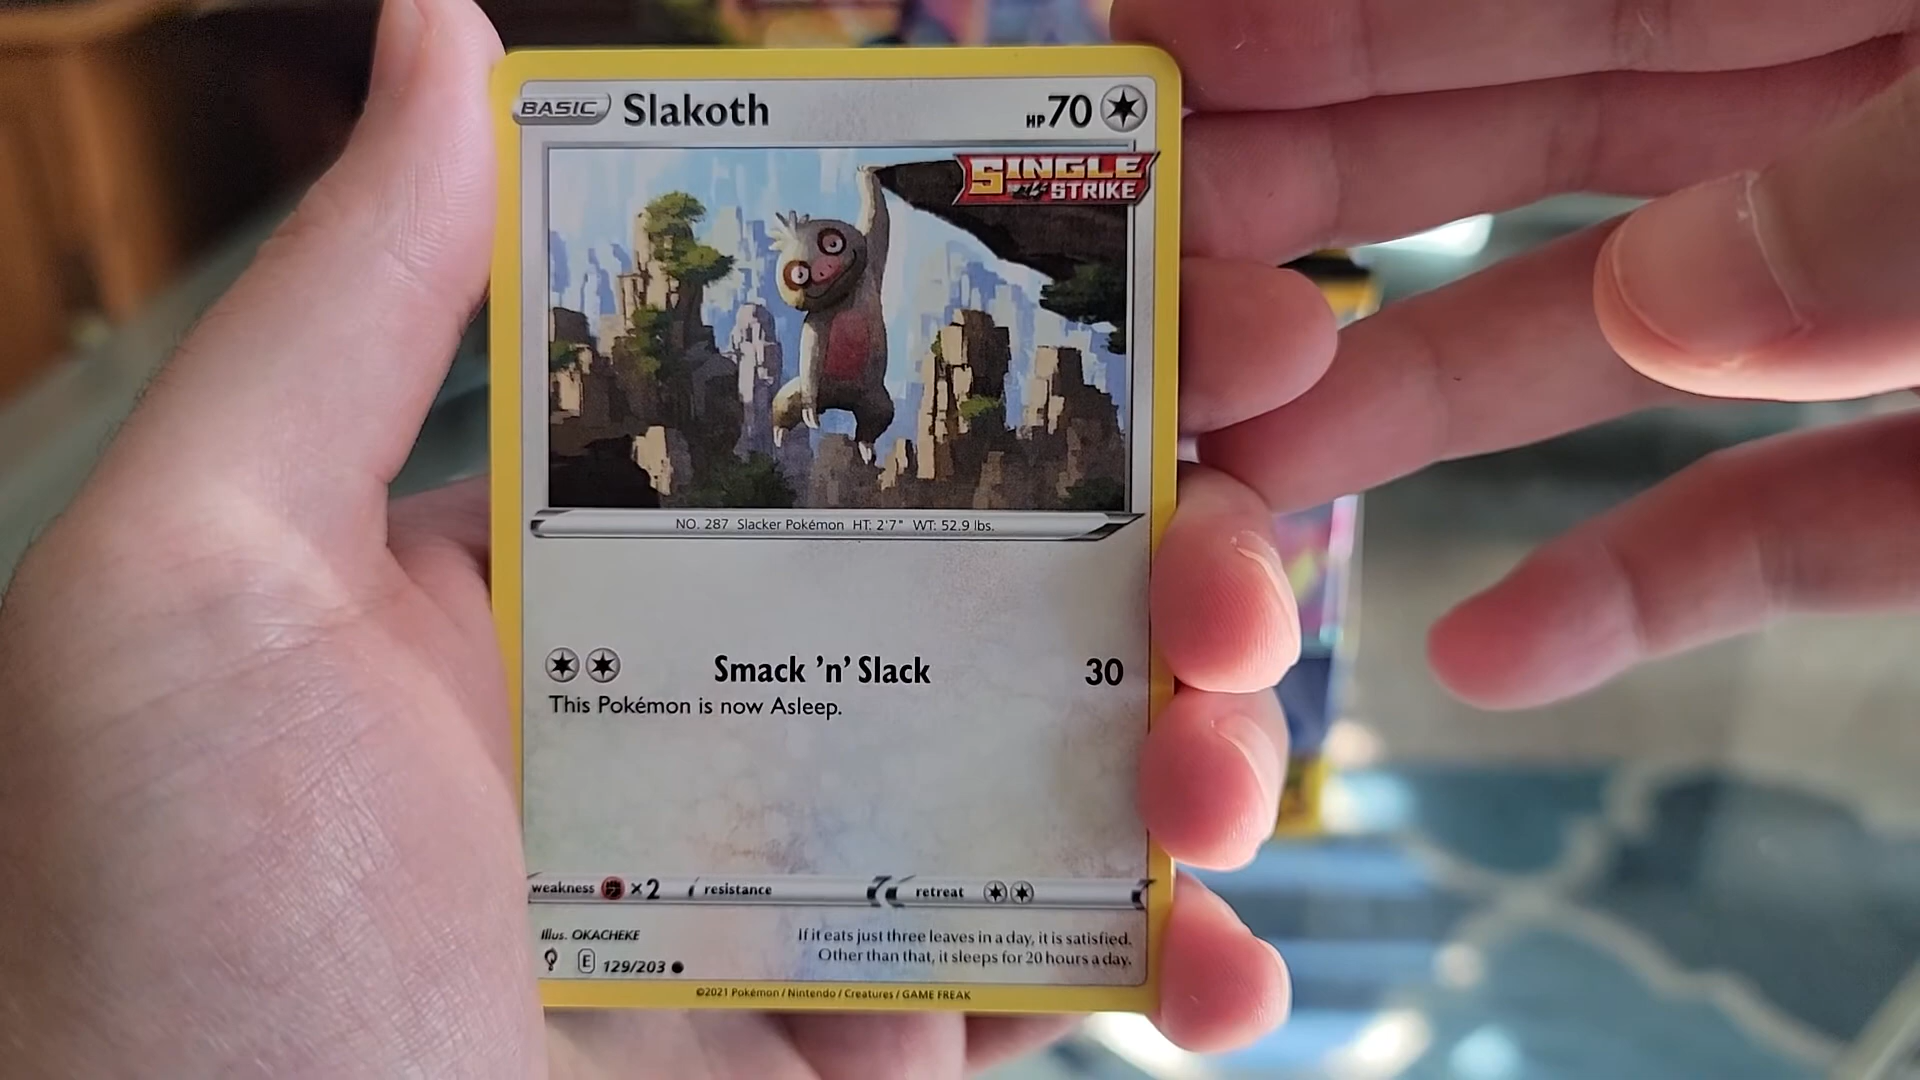 BASIC Slakoth HP 70
SINGLE
STRIKE
NO. 287 Slacker Pokémon HT: 2'7" WT: 52.9 lbs.
Smack 'n' Slack 30
This Pokémon is now Asleep.
weakness ×2 resistance retreat
Illus. OKACHEKE
If it eats just three leaves in a day, it is satisfied.
Other than that, it sleeps for 20 hours a day.
E 129/203
©2021 Pokémon / Nintendo / Creatures / GAME FREAK